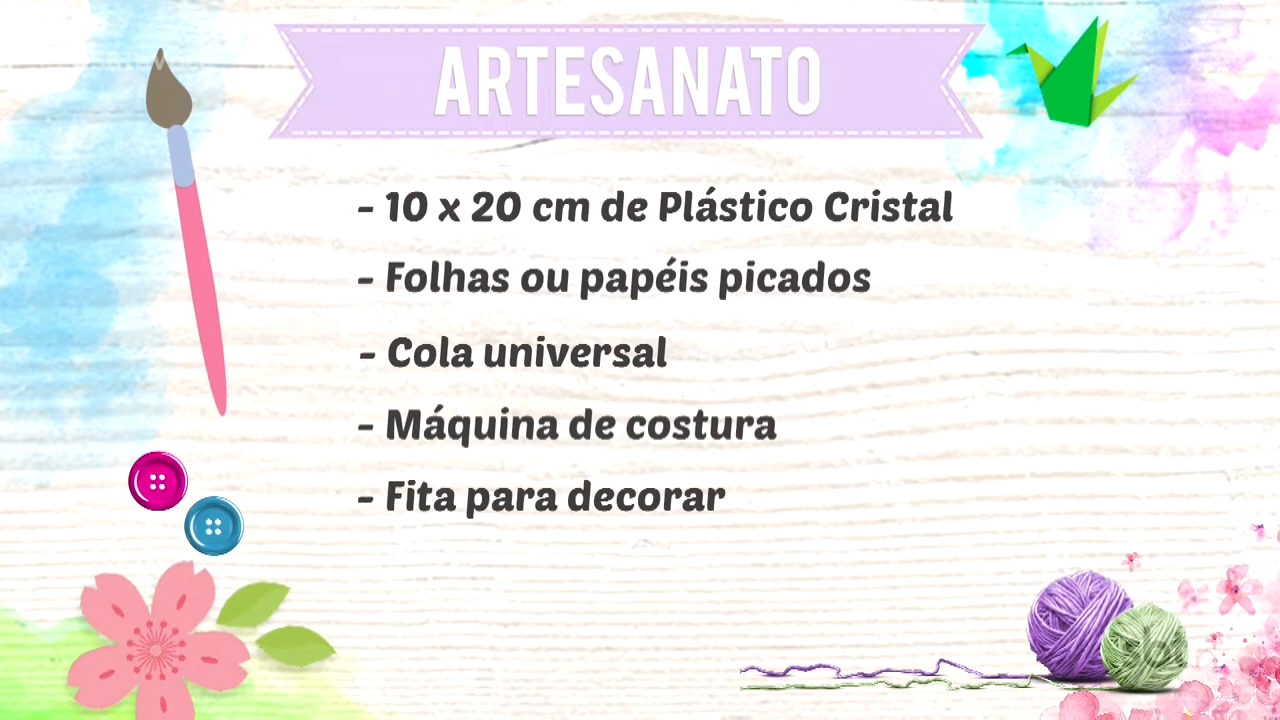 ARTESANATO
- 10 x 20 cm de Plástico Cristal
- Folhas ou papéis picados
- Cola universal
- Máquina de costura
- Fita para decorar